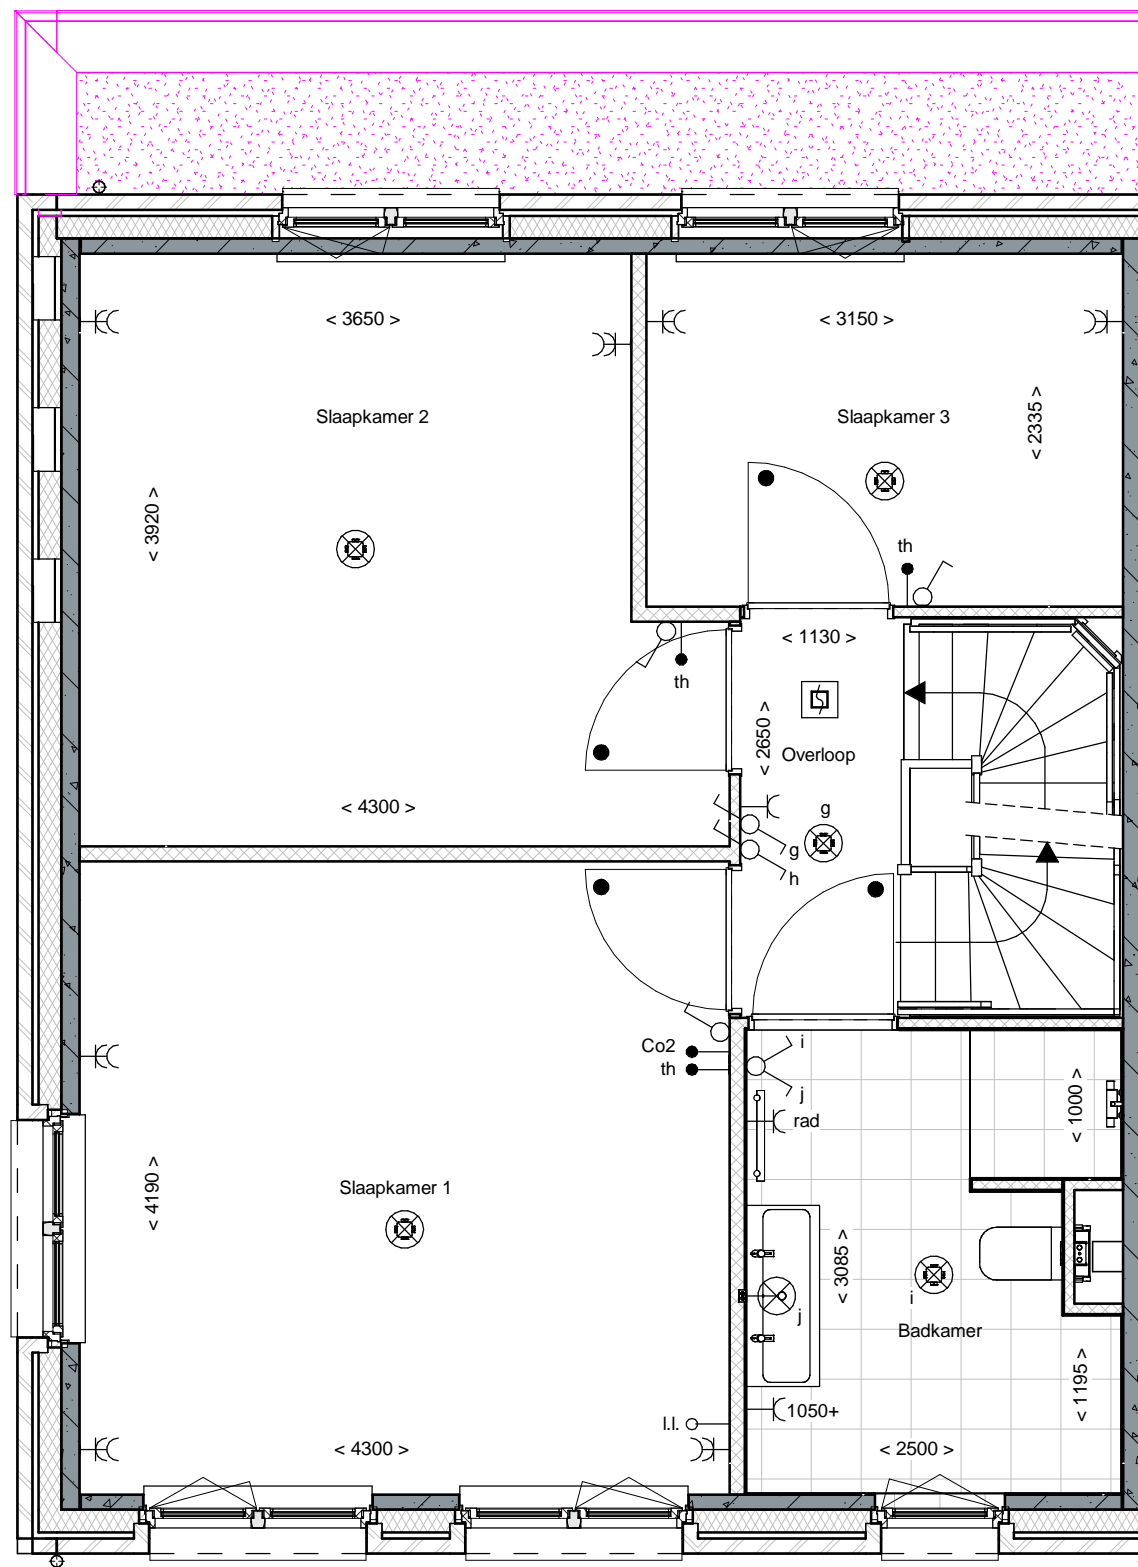 < 3650 >
< 3150 >
Slaapkamer 2
Slaapkamer 3
< 2335 >
< 3920 >
th
< 1130 >
th
< 2650 >
Overloop
< 4300 >
g
g
h
Co2
th
i
j
rad
< 1000 >
< 4190 >
Slaapkamer 1
< 3085 >
i
j
Badkamer
< 1195 >
l.l.
1050+
< 4300 >
< 2500 >